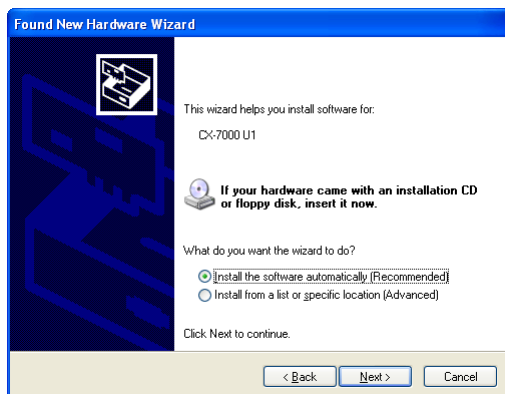 Found New Hardware Wizard
This wizard helps you install software for:
CX-7000 U1
If your hardware came with an installation CD
or floppy disk, insert it now.
What do you want the wizard to do?
Install the software automatically (Recommended)
Install from a list or specific location (Advanced)
Click Next to continue.
< Back Next > Cancel